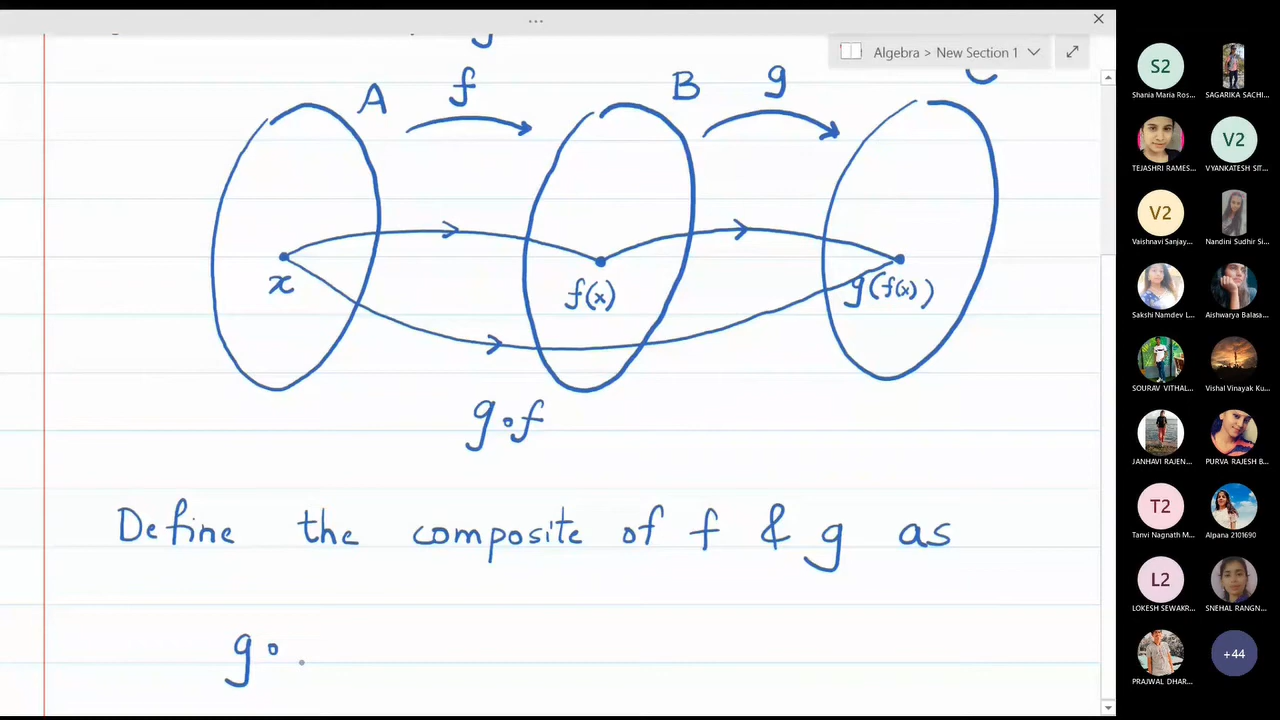 ...
Algebra > New Section 1
A f B g
x f(x) g(f(x))
g∘f
Define the composite of f & g as
g∘
S2
Shania Maria Ros...
SAGARIKA SACHI...
TEJASHRI RAMES...
V2
VYANKATESH SIT...
V2
Vaishnavi Sanjay...
Nandini Sudhir Si...
Sakshi Namdev L...
Aishwarya Balasa...
SOURAV VITHAL...
Vishal Vinayak Ku...
JANHAVI RAJEN...
PURVA RAJESH B...
T2
Tanvi Nagnath M...
Alpana 2101690
L2
LOKESH SEWAKR...
SNEHAL RANGN...
PRAJWAL DHAR...
+44